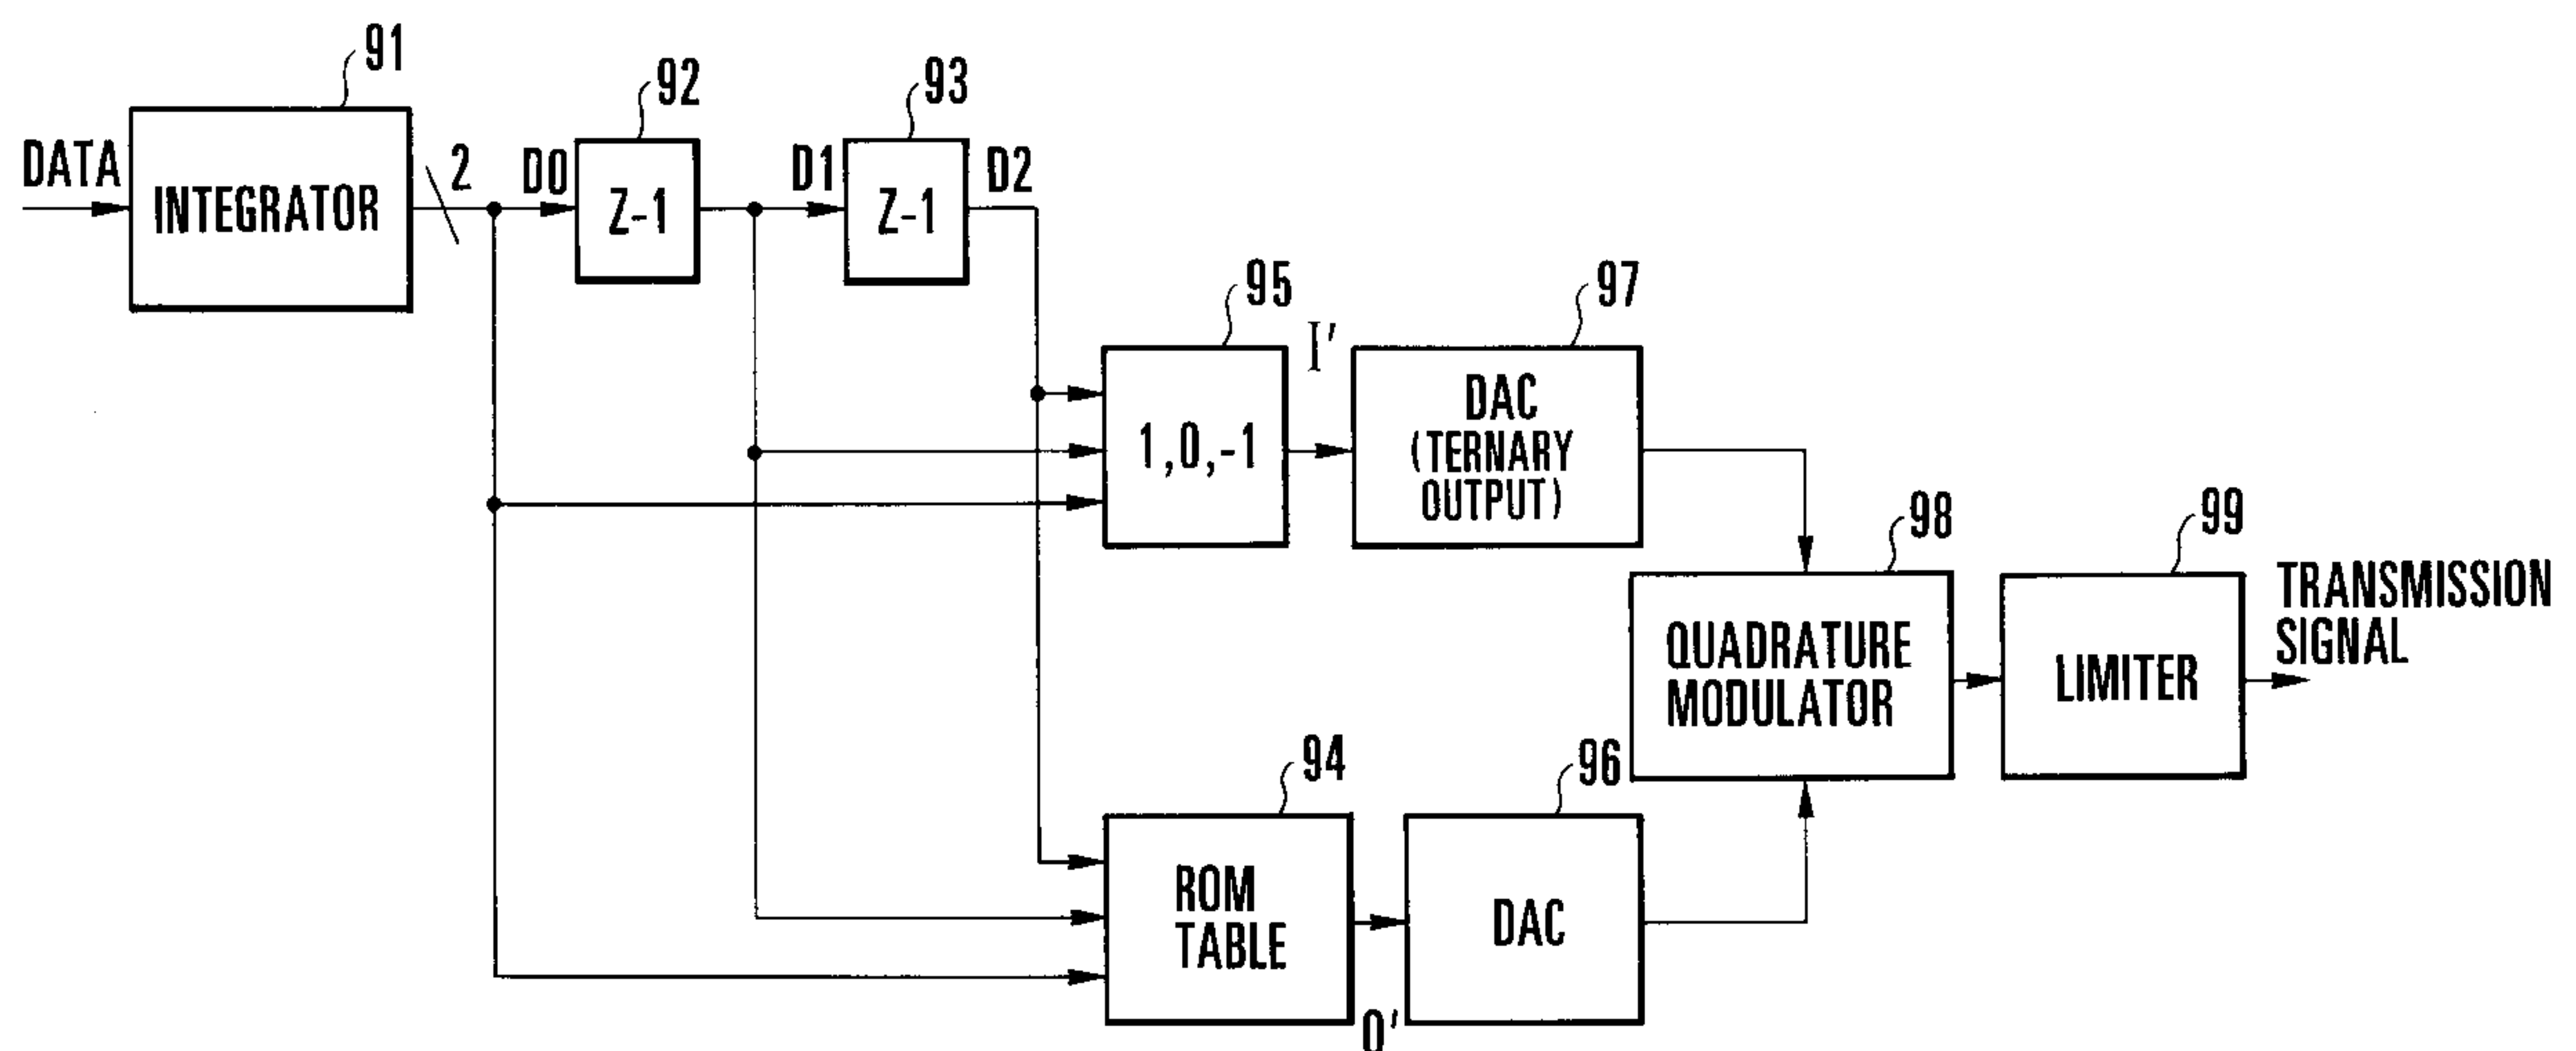 91
92
93
DATA
INTEGRATOR
2
D0
Z-1
D1
Z-1
D2
95
I'
97
1,0,-1
DAC
(TERNARY
OUTPUT)
98
99
QUADRATURE
MODULATOR
LIMITER
TRANSMISSION
SIGNAL
94
96
ROM
TABLE
DAC